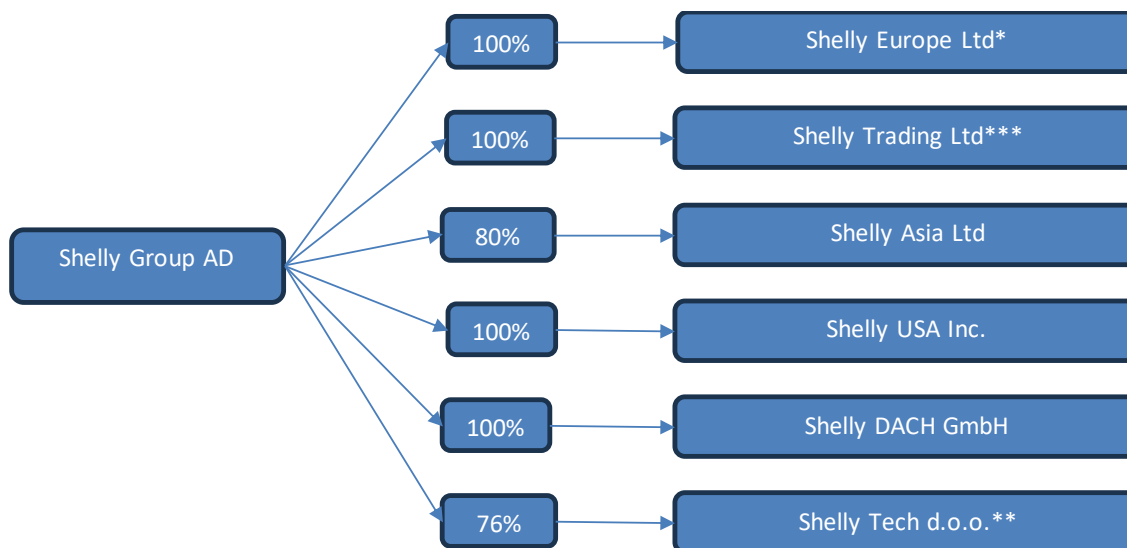 100%
Shelly Europe Ltd*
100%
Shelly Trading Ltd***
Shelly Group AD
80%
Shelly Asia Ltd
100%
Shelly USA Inc.
100%
Shelly DACH GmbH
76%
Shelly Tech d.o.o.**